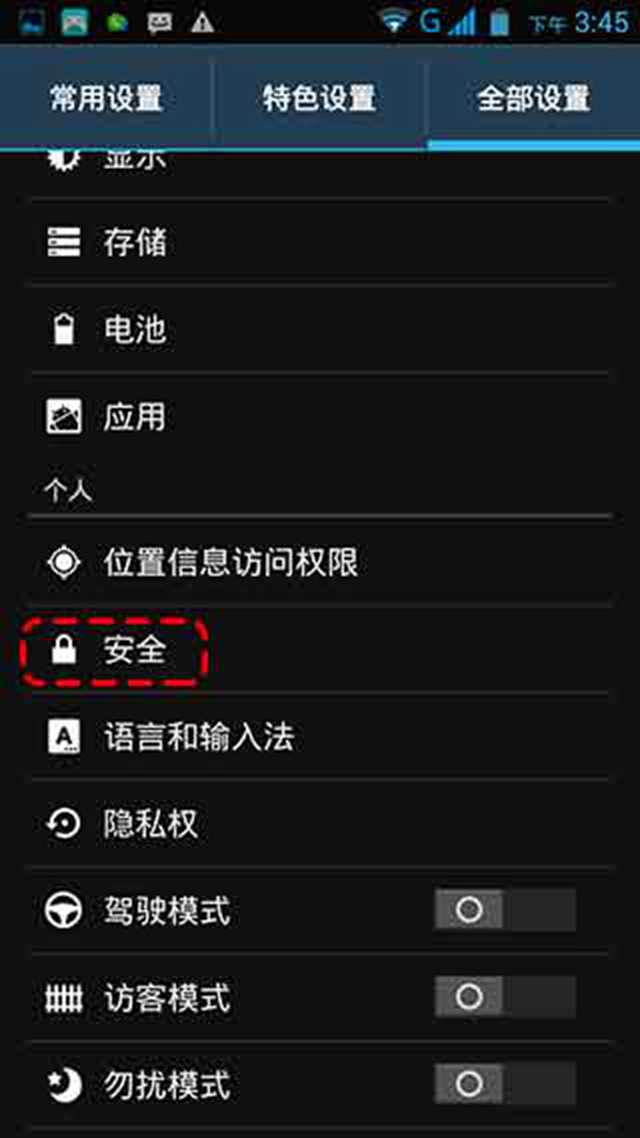 G 下午 3:45
常用设置 特色设置 全部设置
显示
存储
电池
应用
个人
位置信息访问权限
安全
语言和输入法
隐私权
驾驶模式
访客模式
勿扰模式